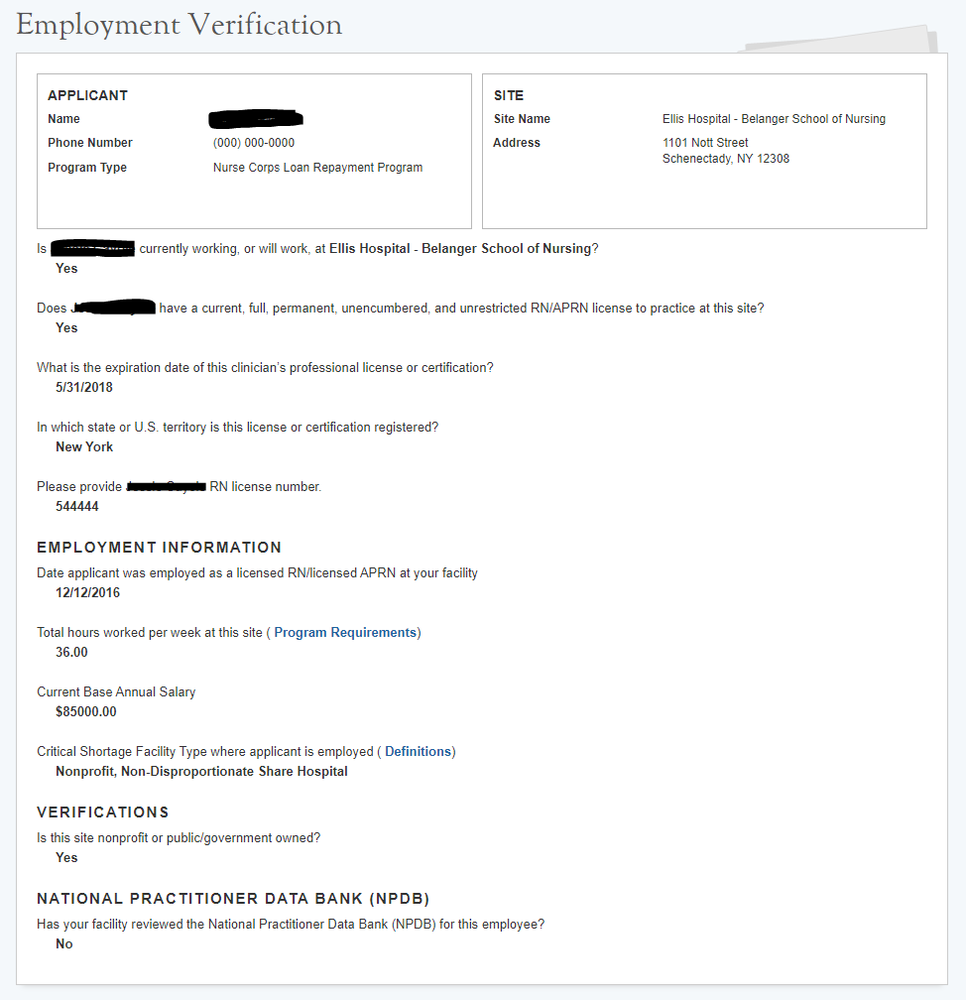 Employment Verification
APPLICANT
Name
Phone Number (000) 000-0000
Program Type Nurse Corps Loan Repayment Program
SITE
Site Name Ellis Hospital - Belanger School of Nursing
Address 1101 Nott Street
Schenectady, NY 12308
Is currently working, or will work, at Ellis Hospital - Belanger School of Nursing?
Yes
Does have a current, full, permanent, unencumbered, and unrestricted RN/APRN license to practice at this site?
Yes
What is the expiration date of this clinician's professional license or certification?
5/31/2018
In which state or U.S. territory is this license or certification registered?
New York
Please provide RN license number.
544444
EMPLOYMENT INFORMATION
Date applicant was employed as a licensed RN/licensed APRN at your facility
12/12/2016
Total hours worked per week at this site ( Program Requirements)
36.00
Current Base Annual Salary
$85000.00
Critical Shortage Facility Type where applicant is employed ( Definitions)
Nonprofit, Non-Disproportionate Share Hospital
VERIFICATIONS
Is this site nonprofit or public/government owned?
Yes
NATIONAL PRACTITIONER DATA BANK (NPDB)
Has your facility reviewed the National Practitioner Data Bank (NPDB) for this employee?
No